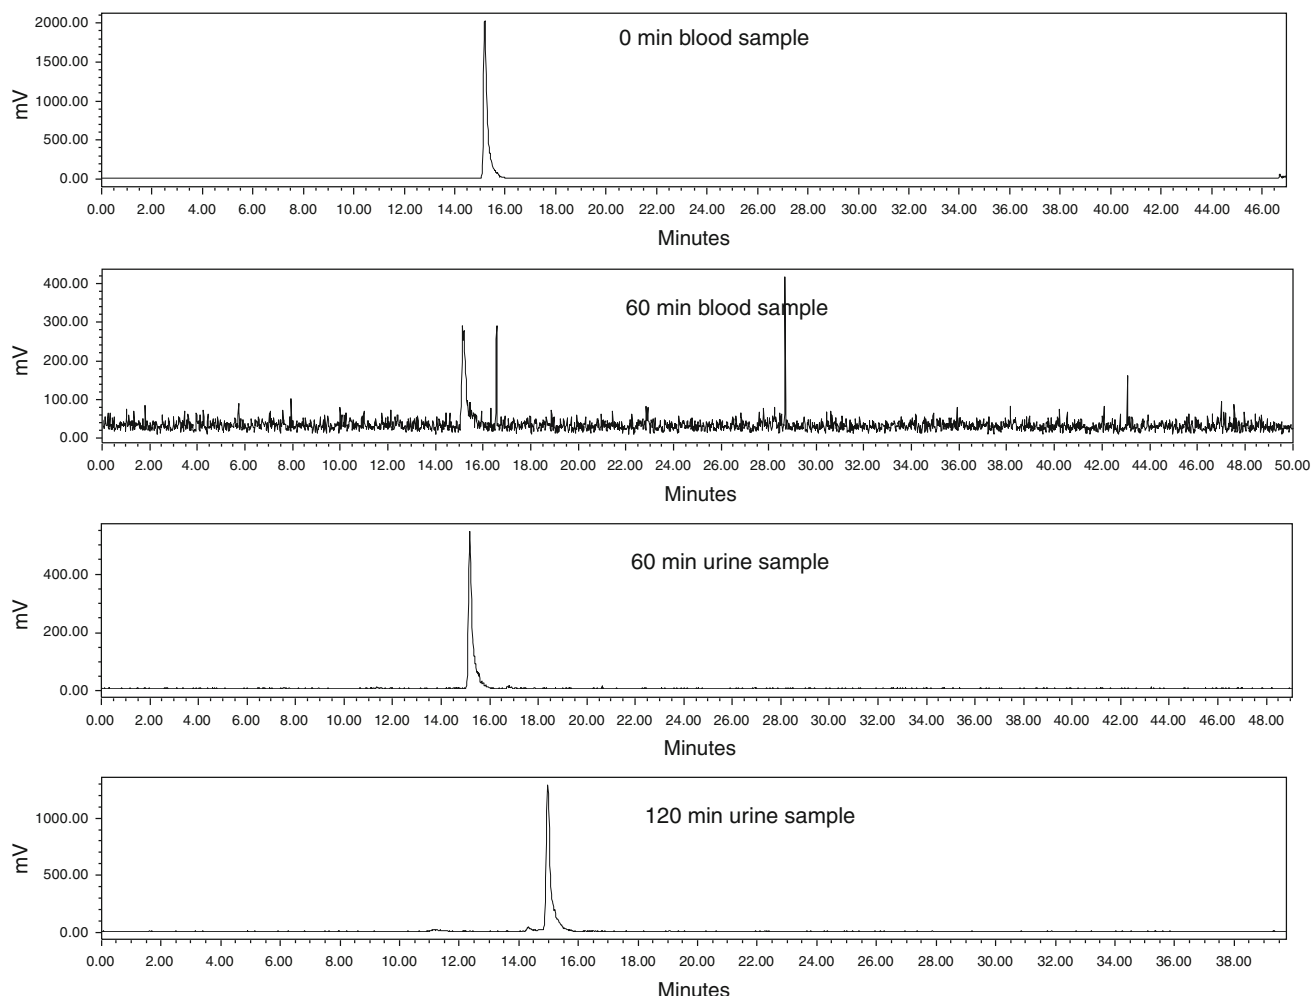 2000.00
0 min blood sample
1500.00
mV
1000.00
500.00
0.00
0.00 2.00 4.00 6.00 8.00 10.00 12.00 14.00 16.00 18.00 20.00 22.00 24.00 26.00 28.00 30.00 32.00 34.00 36.00 38.00 40.00 42.00 44.00 46.00
Minutes
400.00
60 min blood sample
300.00
mV
200.00
100.00
0.00
0.00 2.00 4.00 6.00 8.00 10.00 12.00 14.00 16.00 18.00 20.00 22.00 24.00 26.00 28.00 30.00 32.00 34.00 36.00 38.00 40.00 42.00 44.00 46.00 48.00 50.00
Minutes
60 min urine sample
400.00
mV
200.00
0.00
0.00 2.00 4.00 6.00 8.00 10.00 12.00 14.00 16.00 18.00 20.00 22.00 24.00 26.00 28.00 30.00 32.00 34.00 36.00 38.00 40.00 42.00 44.00 46.00 48.00
Minutes
120 min urine sample
1000.00
mV
500.00
0.00
0.00 2.00 4.00 6.00 8.00 10.00 12.00 14.00 16.00 18.00 20.00 22.00 24.00 26.00 28.00 30.00 32.00 34.00 36.00 38.00
Minutes